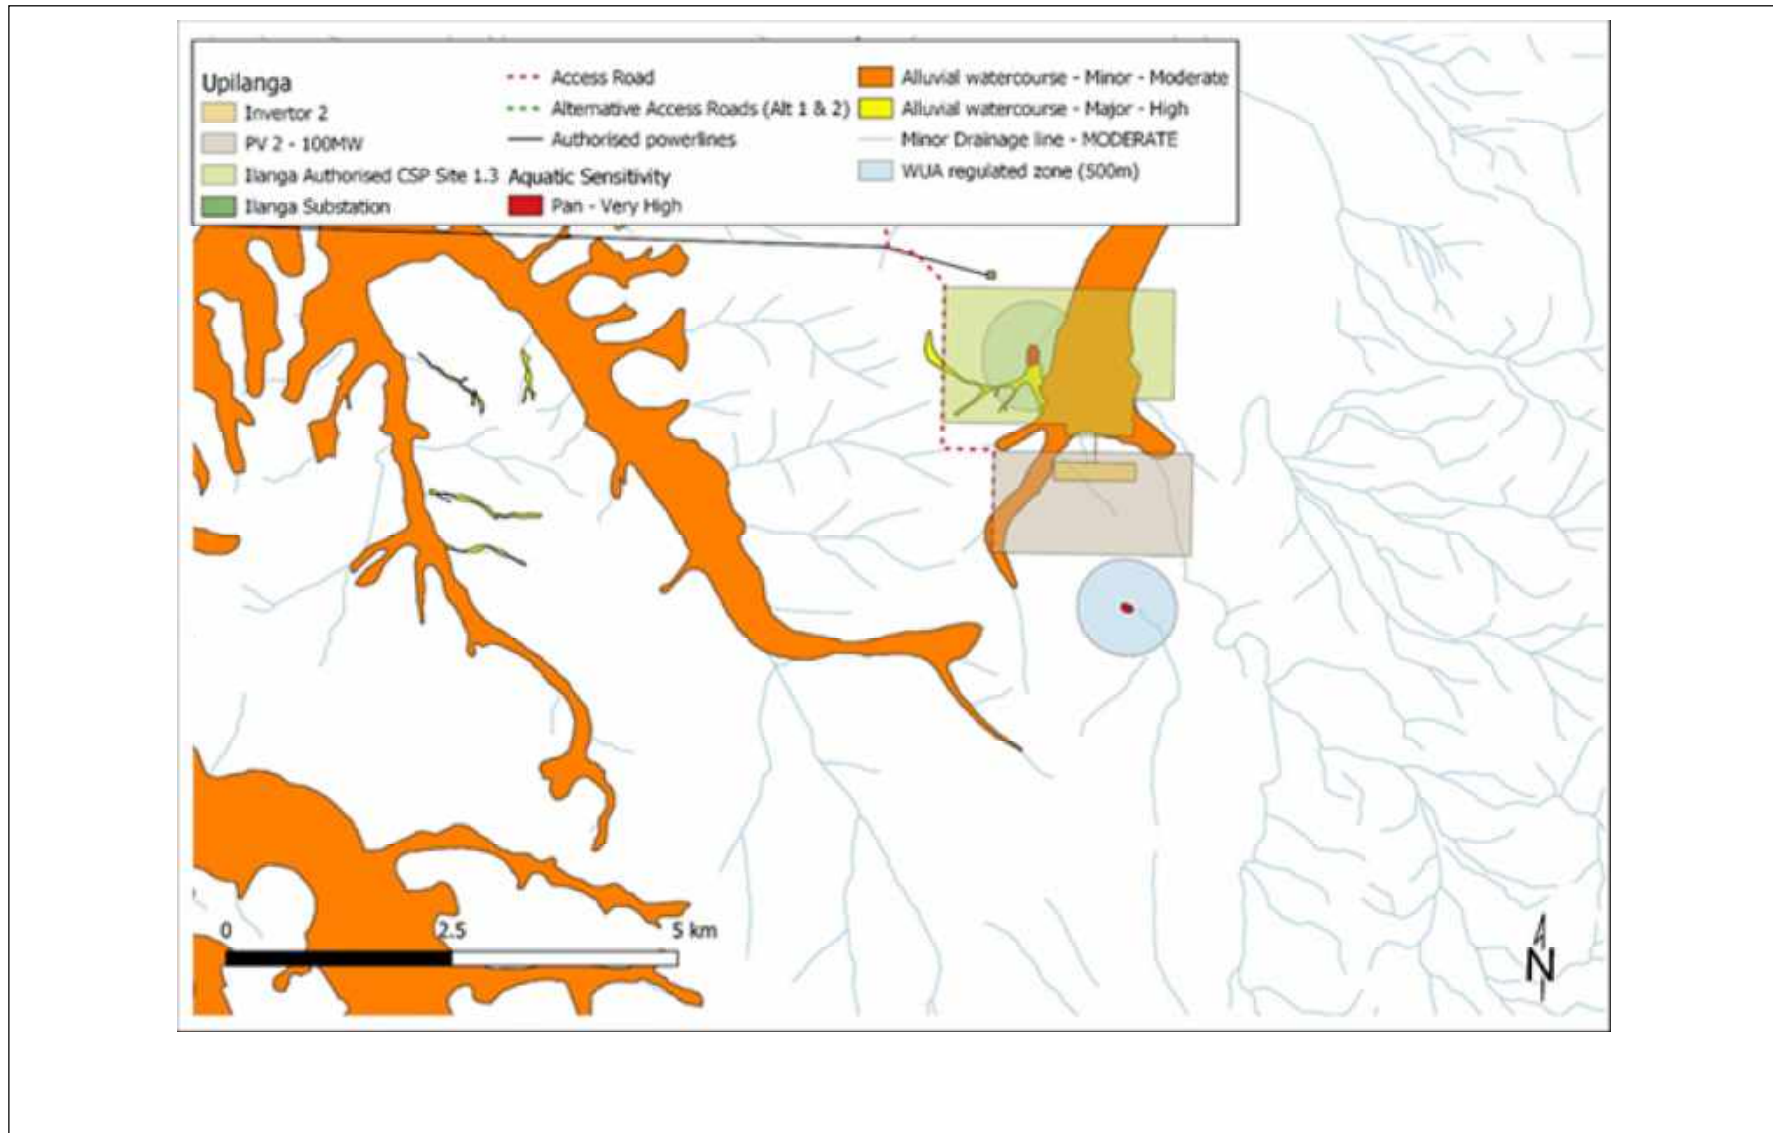 Upilanga
Invertor 2
PV 2 - 100MW
Ilanga Authorised CSP Site 1.3
Ilanga Substation
Access Road
Alternative Access Roads (Alt 1 & 2)
Authorised powerlines
Aquatic Sensitivity
Pan - Very High
Alluvial watercourse - Minor - Moderate
Alluvial watercourse - Major - High
Minor Drainage line - MODERATE
WUA regulated zone (500m)
0 2.5 5 km
N